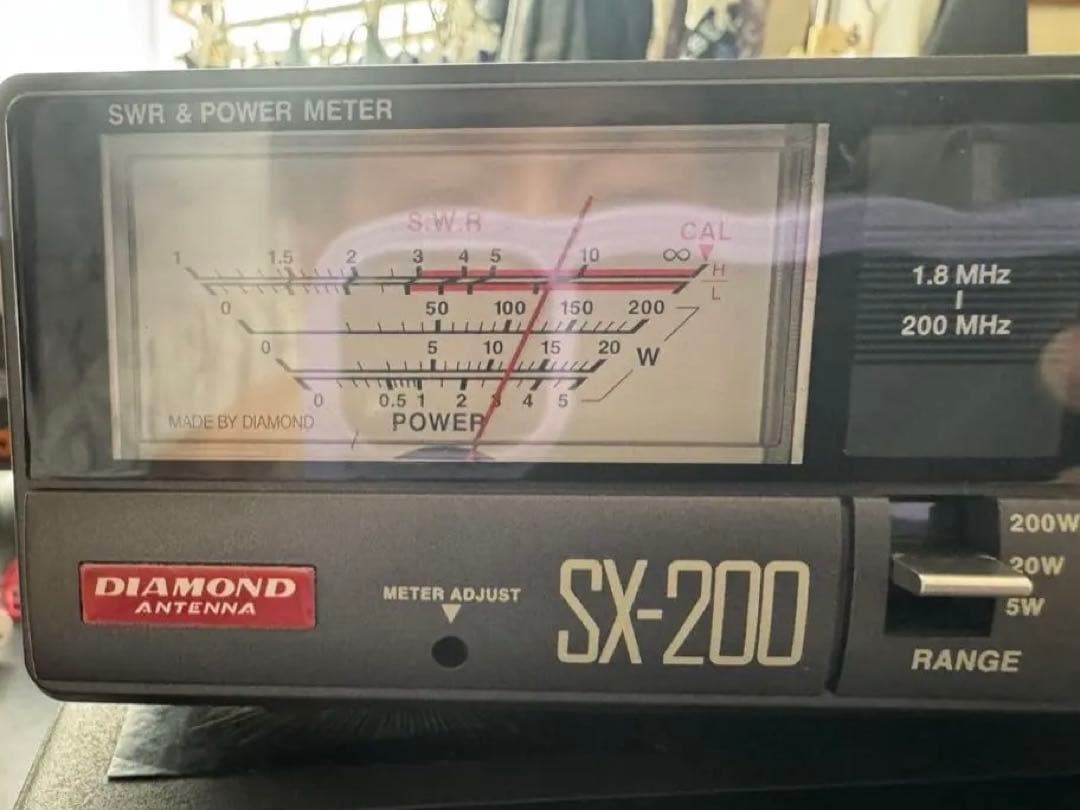 SWR & POWER METER
S.W.R
CAL
1 1.5 2 3 4 5 10 ∞
H
L
0 50 100 150 200
0 5 10 15 20
W
0 0.5 1 2 3 4 5
MADE BY DIAMOND
POWER
1.8 MHz
200 MHz
DIAMOND
ANTENNA
METER ADJUST
SX-200
200W
20W
5W
RANGE